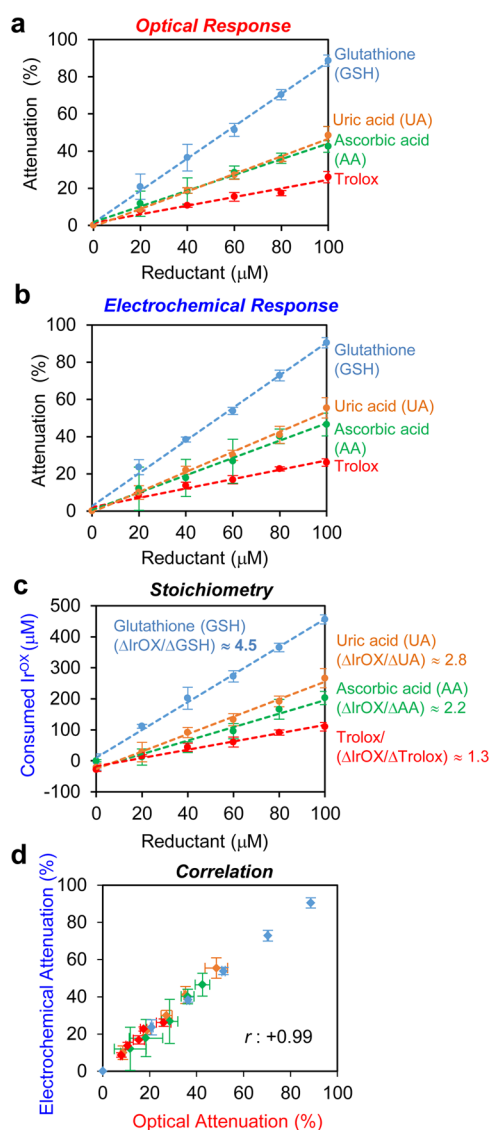 a
Optical Response
100
80
60
40
20
0
Attenuation (%)
0 20 40 60 80 100
Reductant (μM)
Glutathione
(GSH)
Uric acid (UA)
Ascorbic acid
(AA)
Trolox
b
Electrochemical Response
100
80
60
40
20
0
Attenuation (%)
0 20 40 60 80 100
Reductant (μM)
Glutathione
(GSH)
Uric acid (UA)
Ascorbic acid
(AA)
Trolox
c
Stoichiometry
500
400
300
200
100
0
-100
Consumed Ir^OX (μM)
Glutathione (GSH)
(ΔIrOX/ΔGSH) ≈ 4.5
Uric acid (UA)
(ΔIrOX/ΔUA) ≈ 2.8
Ascorbic acid (AA)
(ΔIrOX/ΔAA) ≈ 2.2
Trolox/
(ΔIrOX/ΔTrolox) ≈ 1.3
0 20 40 60 80 100
Reductant (μM)
d
Correlation
100
80
60
40
20
0
Electrochemical Attenuation (%)
r : +0.99
0 20 40 60 80 100
Optical Attenuation (%)